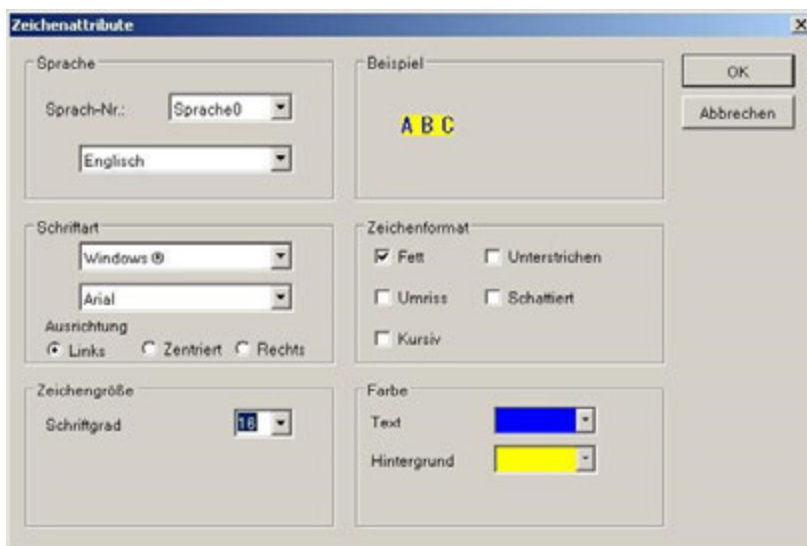 Zeichenattribute
Sprache
Sprach-Nr.: Sprache0
Englisch
Beispiel
A B C
OK
Abbrechen
Schriftart
Windows ®
Arial
Ausrichtung
Links Zentriert Rechts
Zeichenformat
Fett Unterstrichen
Umriss Schattiert
Kursiv
Zeichengröße
Schriftgrad 16
Farbe
Text
Hintergrund